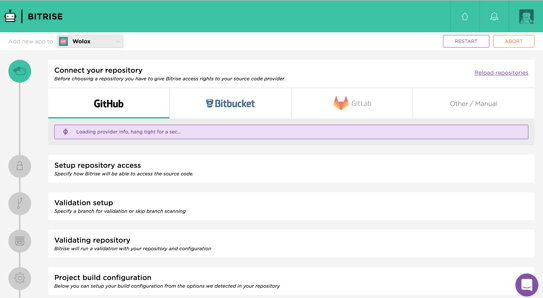 BITRISE
Add new app to
Wolox
RESTART
ABORT
Connect your repository
Before choosing a repository you have to give Bitrise access rights to your source code provider.
Reload repositories
GitHub
Bitbucket
GitLab
Other / Manual
Loading provider info, hang tight for a sec...
Setup repository access
Specify how Bitrise will be able to access the source code.
Validation setup
Specify a branch for validation or skip branch scanning
Validating repository
Bitrise will run a validation with your repository and configuration
Project build configuration
Below you can setup your build configuration from the options we detected in your repository